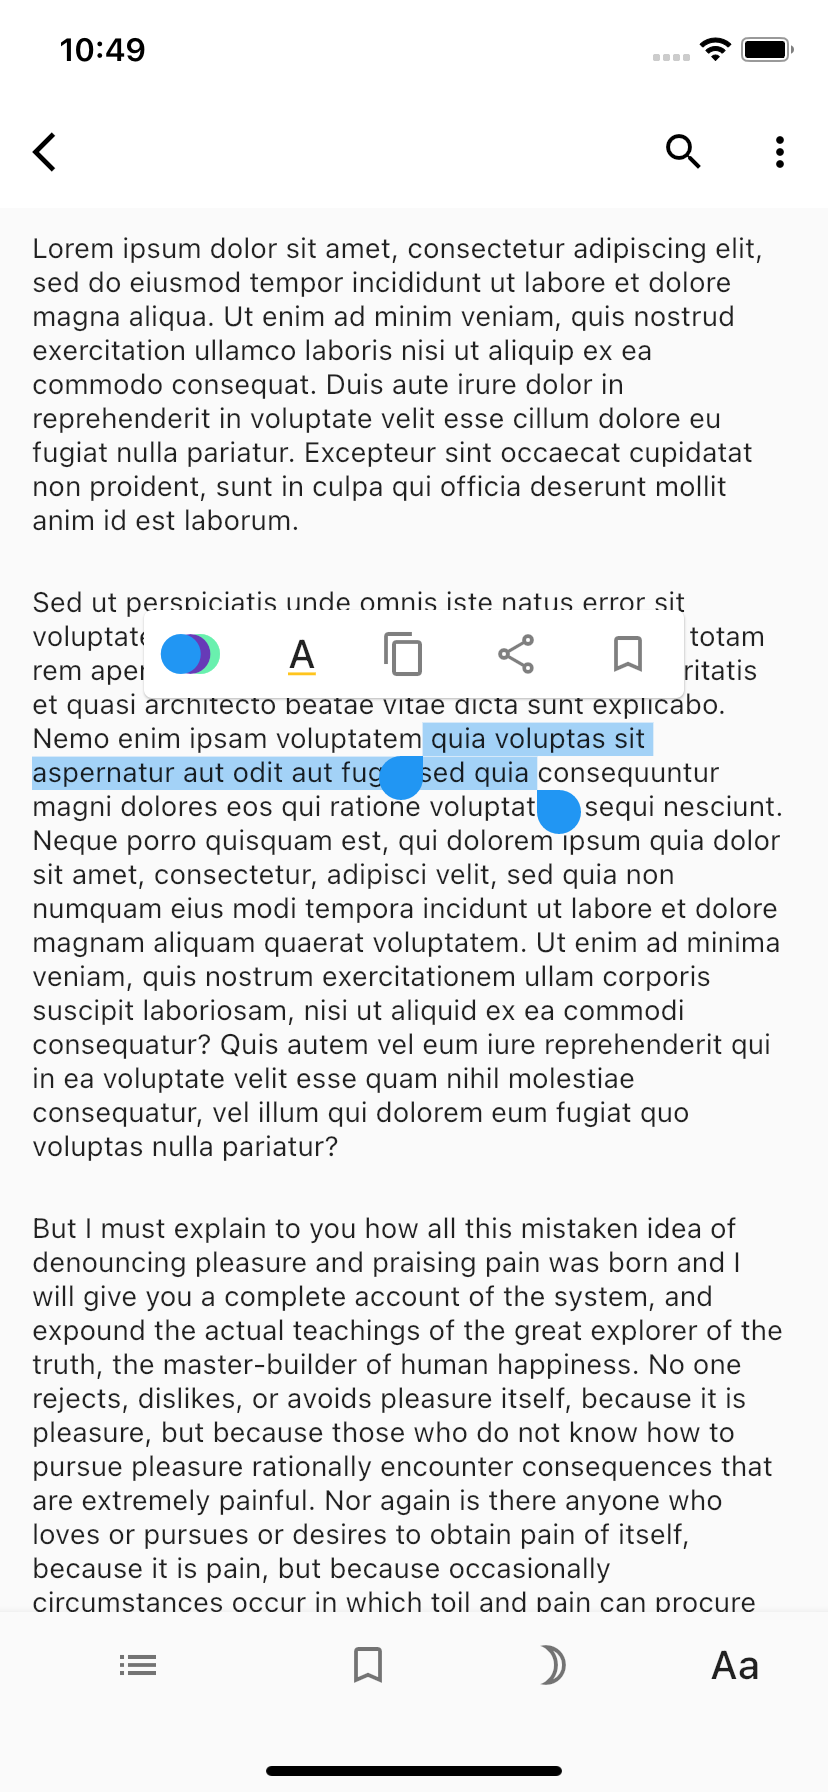 10:49
Lorem ipsum dolor sit amet, consectetur adipiscing elit,
sed do eiusmod tempor incididunt ut labore et dolore
magna aliqua. Ut enim ad minim veniam, quis nostrud
exercitation ullamco laboris nisi ut aliquip ex ea
commodo consequat. Duis aute irure dolor in
reprehenderit in voluptate velit esse cillum dolore eu
fugiat nulla pariatur. Excepteur sint occaecat cupidatat
non proident, sunt in culpa qui officia deserunt mollit
anim id est laborum.
Sed ut perspiciatis unde omnis iste natus error sit
totam
A
rem
et quasi architecto beatae vitae dicta sunt explicabo.
Nemo enim ipsam voluptatem quia voluptas sit
aspernatur aut odit aut sed quia consequuntur
magni dolores eos qui ratione sequi nesciunt.
Neque porro quisquam est, qui dolorem ipsum quia dolor
sit amet, consectetur, adipisci velit, sed quia non
numquam eius modi tempora incidunt ut labore et dolore
magnam aliquam quaerat voluptatem. Ut enim ad minima
veniam, quis nostrum exercitationem ullam corporis
suscipit laboriosam, nisi ut aliquid ex ea commodi
consequatur? Quis autem vel eum iure reprehenderit qui
in ea voluptate velit esse quam nihil molestiae
consequatur, vel illum qui dolorem eum fugiat quo
voluptas nulla pariatur?
But I must explain to you how all this mistaken idea of
denouncing pleasure and praising pain was born and I
will give you a complete account of the system, and
expound the actual teachings of the great explorer of the
truth, the master-builder of human happiness. No one
rejects, dislikes, or avoids pleasure itself, because it is
pleasure, but because those who do not know how to
pursue pleasure rationally encounter consequences that
are extremely painful. Nor again is there anyone who
loves or pursues or desires to obtain pain of itself,
because it is pain, but because occasionally
circumstances occur in which toil and pain can procure
Aa